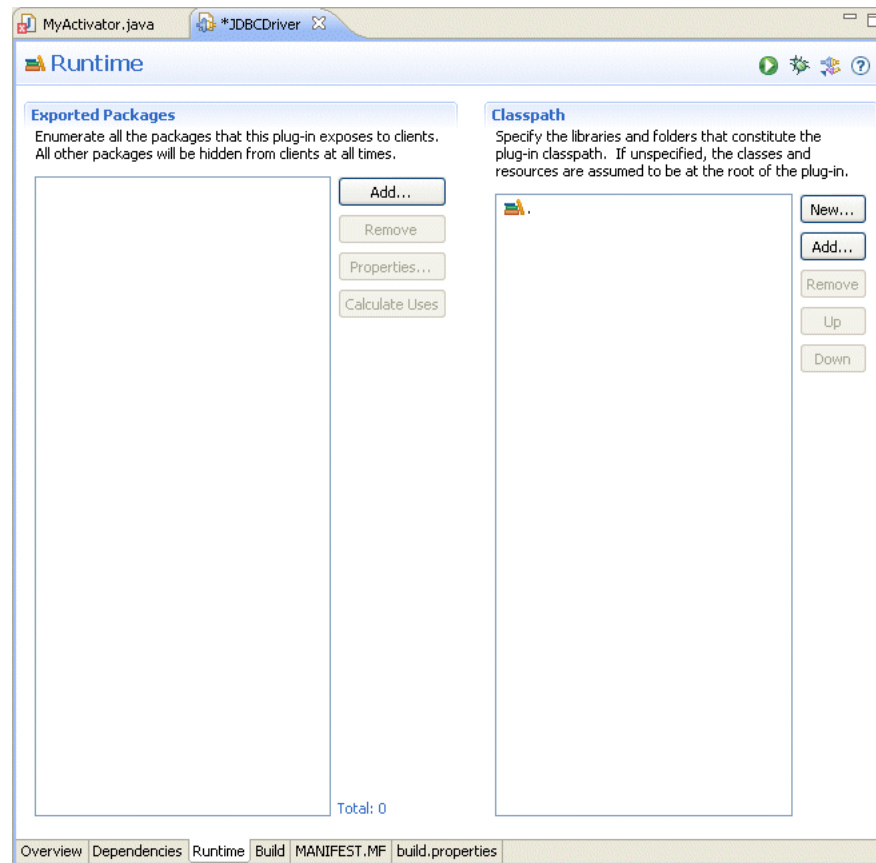 MyActivator.java
*JDBCDriver
Runtime
Exported Packages
Enumerate all the packages that this plug-in exposes to clients.
All other packages will be hidden from clients at all times.
Add...
Remove
Properties...
Calculate Uses
Total: 0
Classpath
Specify the libraries and folders that constitute the
plug-in classpath. If unspecified, the classes and
resources are assumed to be at the root of the plug-in.
.
New...
Add...
Remove
Up
Down
Overview Dependencies Runtime Build MANIFEST.MF build.properties